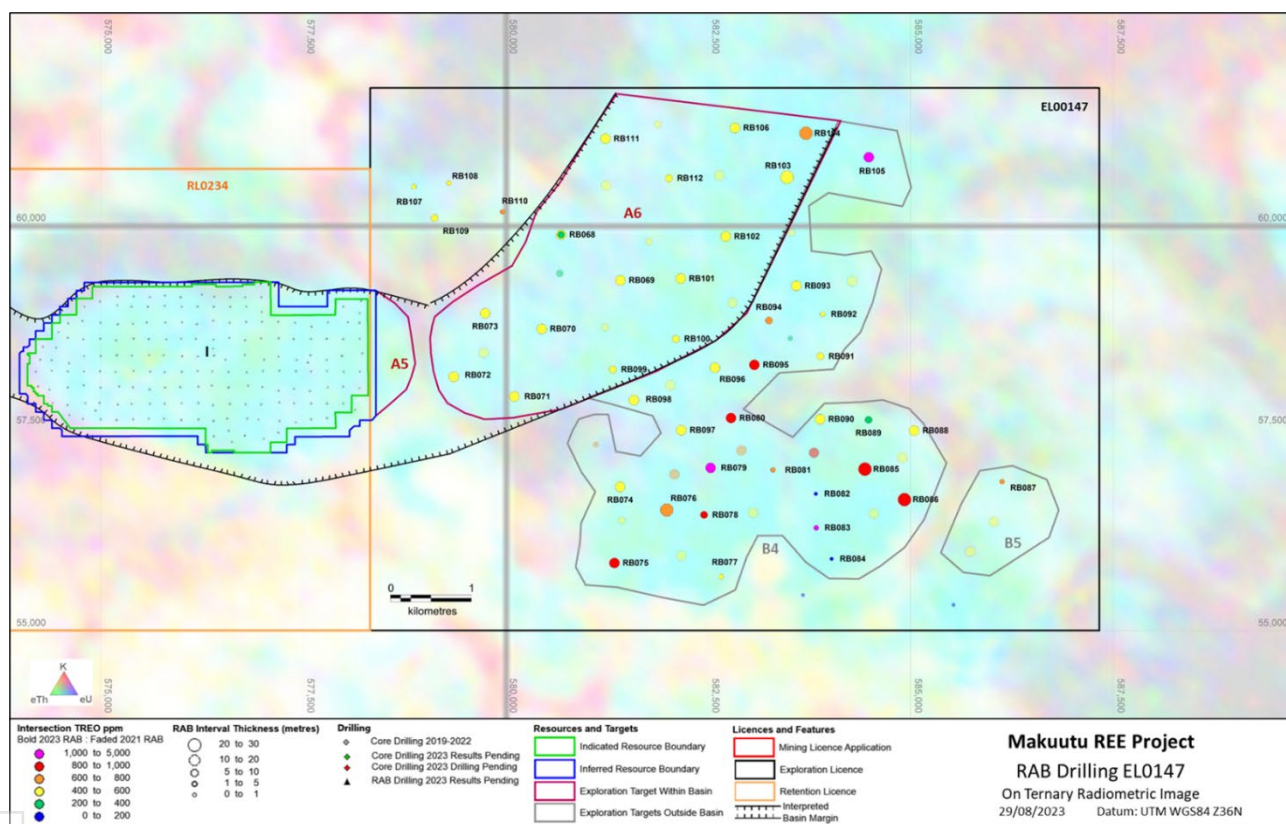 575,000
577,500
580,000
582,500
585,000
587,500
EL00147
RB106
RB104
RB111
RB105
RB103
RB108
RB112
RL0234
RB107
RB110
A6
RB109
60,000
60,000
RB068
RB102
RB069
RB101
RB093
RB073
RB094
RB092
RB070
RB100
I
A5
RB091
RB095
RB099
RB096
RB072
RB071
RB098
57,500
57,500
RB080
RB090
RB097
RB089
RB088
RB079
RB081
RB085
RB087
RB074
RB082
RB076
RB086
RB078
RB083
B4
B5
RB075
RB077
RB084
0 1
kilometres
55,000
55,000
K
eTh eU
575,000
577,500
580,000
582,500
585,000
587,500
Intersection TREO ppm
Bold 2023 RAB : Faded 2021 RAB
1,000 to 5,000
800 to 1,000
600 to 800
400 to 600
200 to 400
0 to 200
RAB Interval Thickness (metres)
20 to 30
10 to 20
5 to 10
1 to 5
0 to 1
Drilling
Core Drilling 2019-2022
Core Drilling 2023 Results Pending
Core Drilling 2023 Drilling Pending
RAB Drilling 2023 Results Pending
Resources and Targets
Indicated Resource Boundary
Inferred Resource Boundary
Exploration Target Within Basin
Exploration Targets Outside Basin
Licences and Features
Mining Licence Application
Exploration Licence
Retention Licence
Interpreted
Basin Margin
Makuutu REE Project
RAB Drilling EL0147
On Ternary Radiometric Image
29/08/2023 Datum: UTM WGS84 Z36N